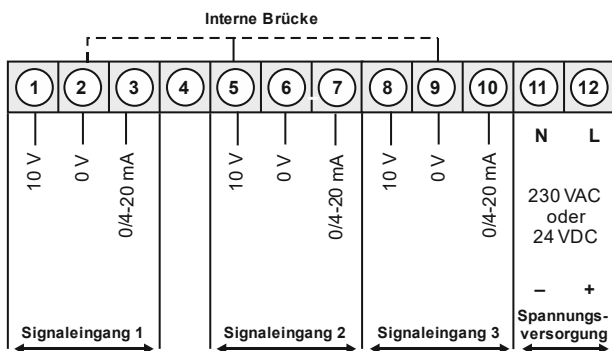 Interne Brücke
1 2 3 4 5 6 7 8 9 10 11 12
10 V
0 V
0/4-20 mA
10 V
0 V
0/4-20 mA
10 V
0 V
0/4-20 mA
N L
230 VAC
oder
24 VDC
– +
Signaleingang 1
Signaleingang 2
Signaleingang 3
Spannungs-
versorgung